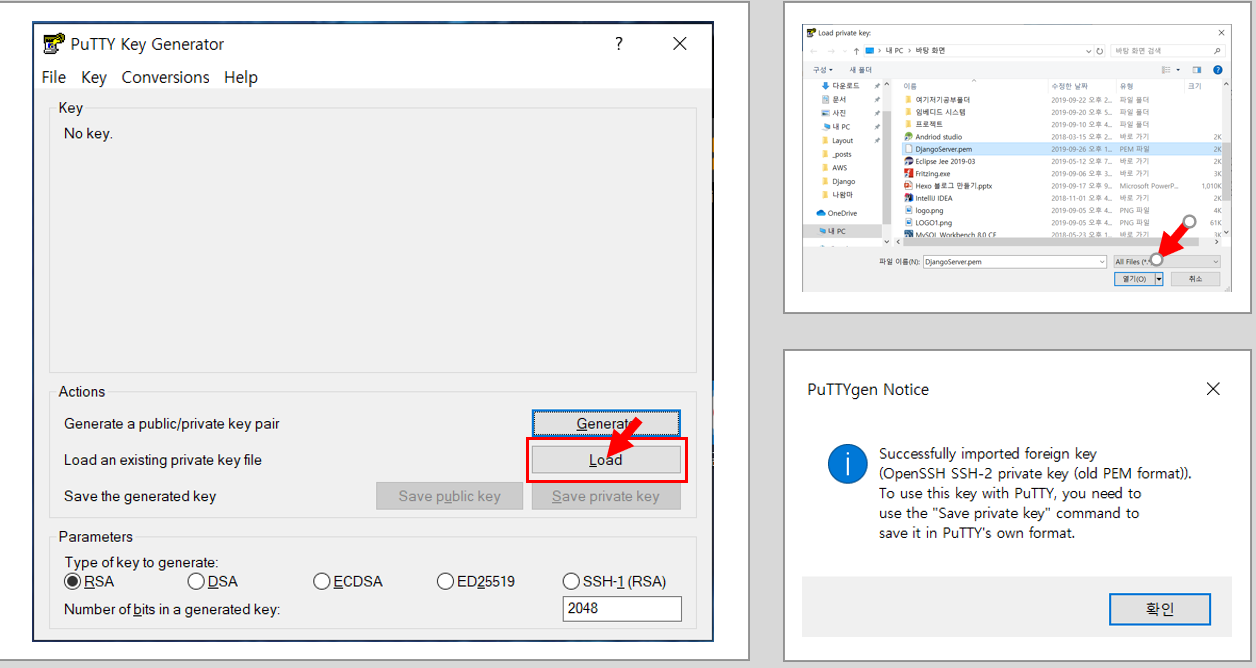 PuTTY Key Generator
?
File Key Conversions Help
Key
No key.
Actions
Generate a public/private key pair
Generate
Load an existing private key file
Load
Save the generated key
Save public key
Save private key
Parameters
Type of key to generate:
RSA
DSA
ECDSA
ED25519
SSH-1 (RSA)
Number of bits in a generated key:
2048
Load private key:
내 PC > 바탕 화면
바탕 화면 검색
구성
새 폴더
다운로드
문서
사진
내 PC
Layout
_posts
AWS
Django
나왐마
OneDrive
내 PC
이름 수정한 날짜 유형 크기
여기저기공부폴더 2019-09-22 오후 2... 파일 폴더
임베디드 시스템 2019-09-20 오후 5... 파일 폴더
프로젝트 2019-09-10 오후 4... 파일 폴더
Andriod studio 2018-03-15 오후 2... 바로 가기 2K
DjangoServer.pem 2019-09-26 오후 1... PEM 파일 2K
Eclipse Jee 2019-03 2019-05-12 오후 7... 바로 가기 2K
Fritzing.exe 2019-09-06 오후 3... 바로 가기 3K
Hexo 블로그 만들기.pptx 2019-09-17 오후 9... Microsoft PowerP... 1,010K
IntelliJ IDEA 2018-11-01 오후 4... 바로 가기 2K
logo.png 2019-09-05 오후 4... PNG 파일 4K
LOGO1.png 2019-09-05 오후 4... PNG 파일 61K
MySQL Workbench 8.0 CE 2018-05-23 오후 1... 바로 가기 3K
파일 이름(N):
DjangoServer.pem
All Files (*.
열기(O)
취소
PuTTYgen Notice
Successfully imported foreign key
(OpenSSH SSH-2 private key (old PEM format)).
To use this key with PuTTY, you need to
use the "Save private key" command to
save it in PuTTY's own format.
확인